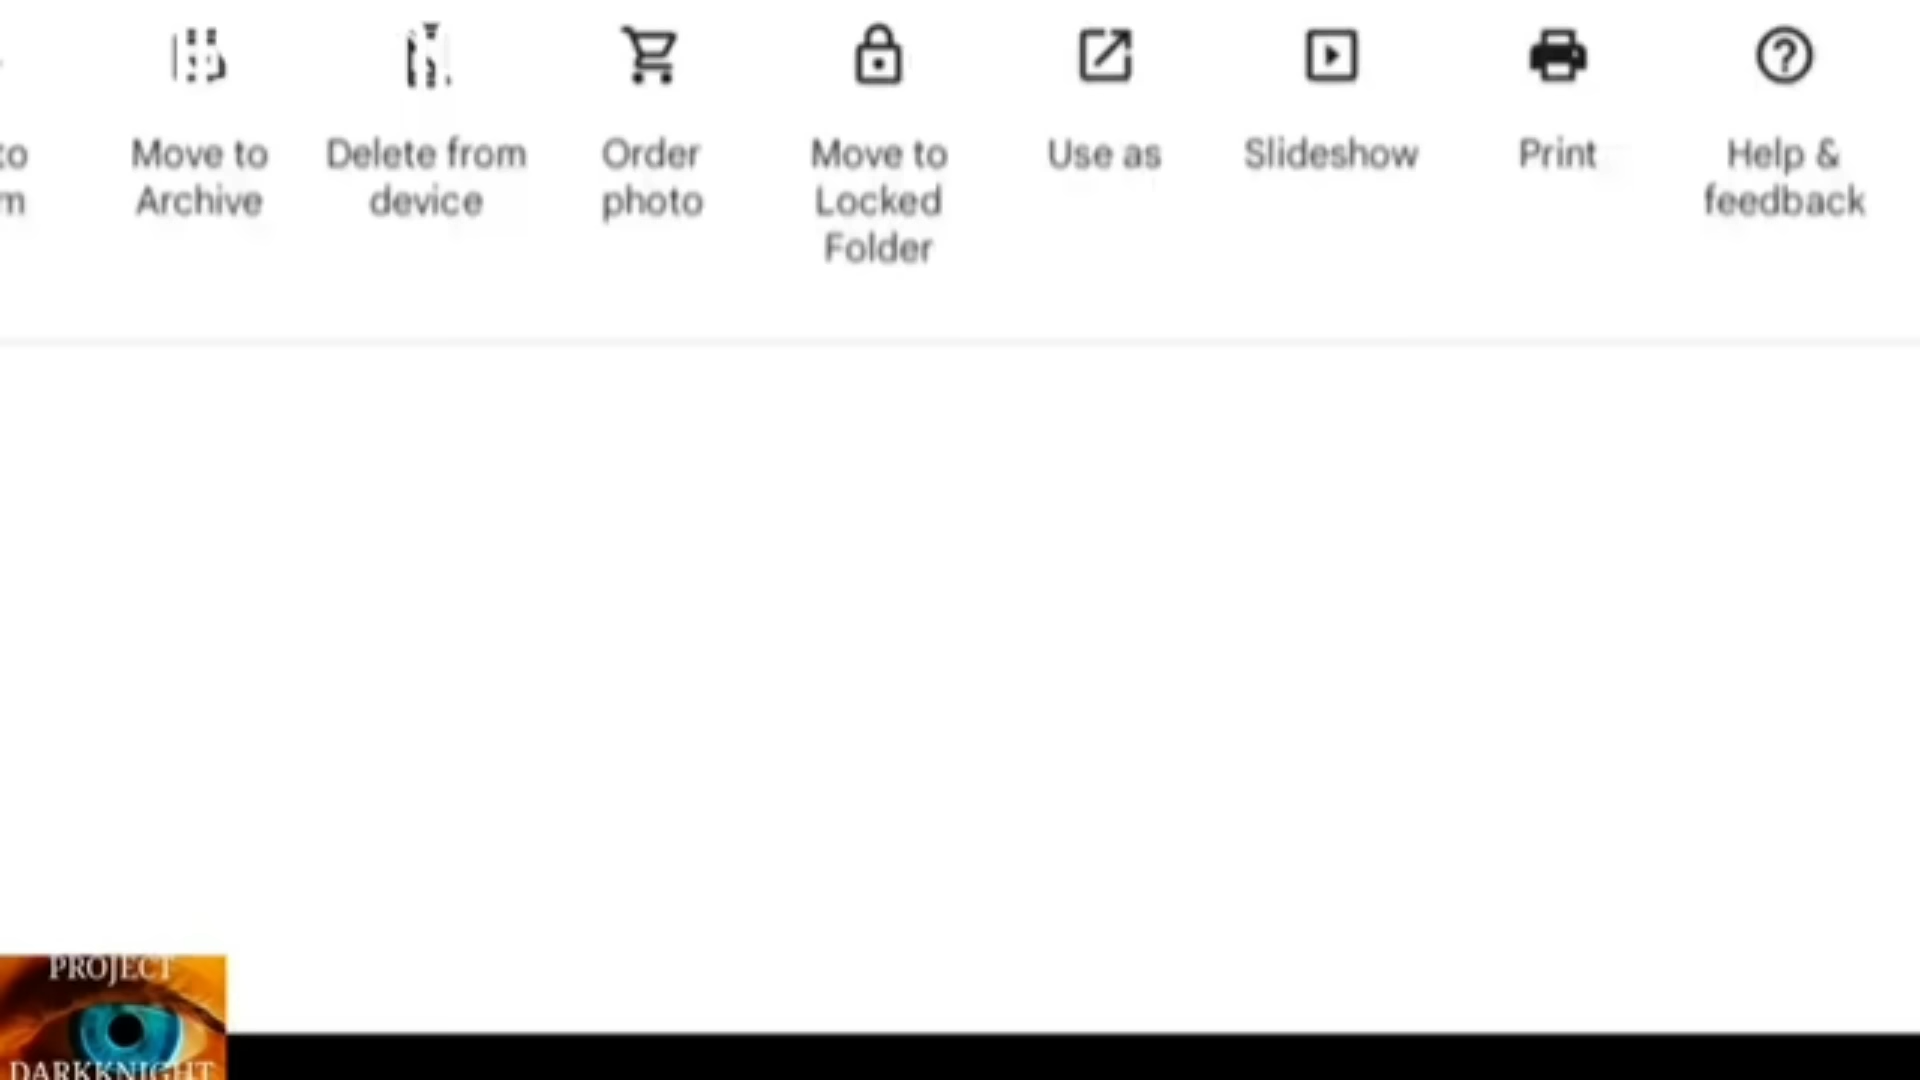 to
m
Move to
Archive
Delete from
device
Order
photo
Move to
Locked
Folder
Use as
Slideshow
Print
Help &
feedback
PROJECT
DARKKNIGHT